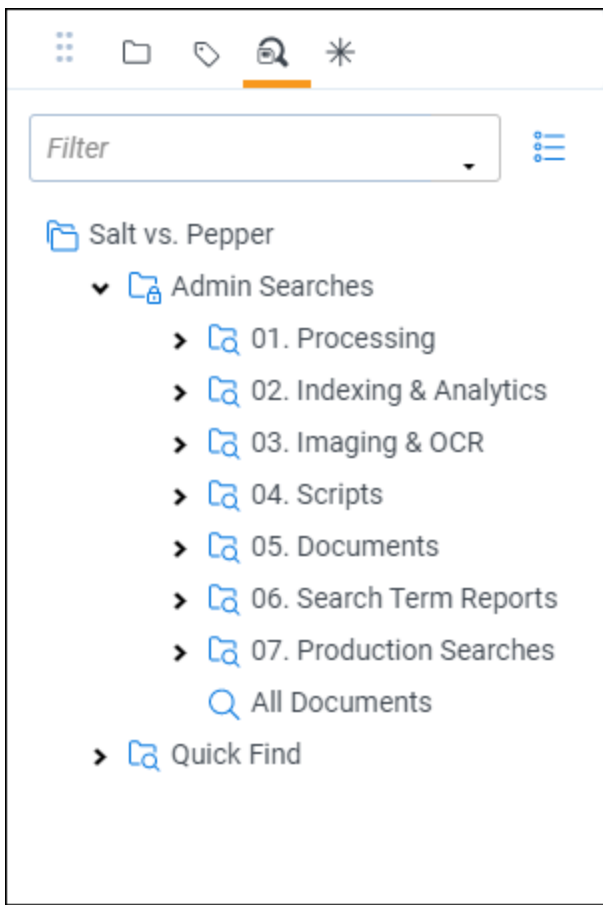 Filter
Salt vs. Pepper
Admin Searches
01. Processing
02. Indexing & Analytics
03. Imaging & OCR
04. Scripts
05. Documents
06. Search Term Reports
07. Production Searches
All Documents
Quick Find